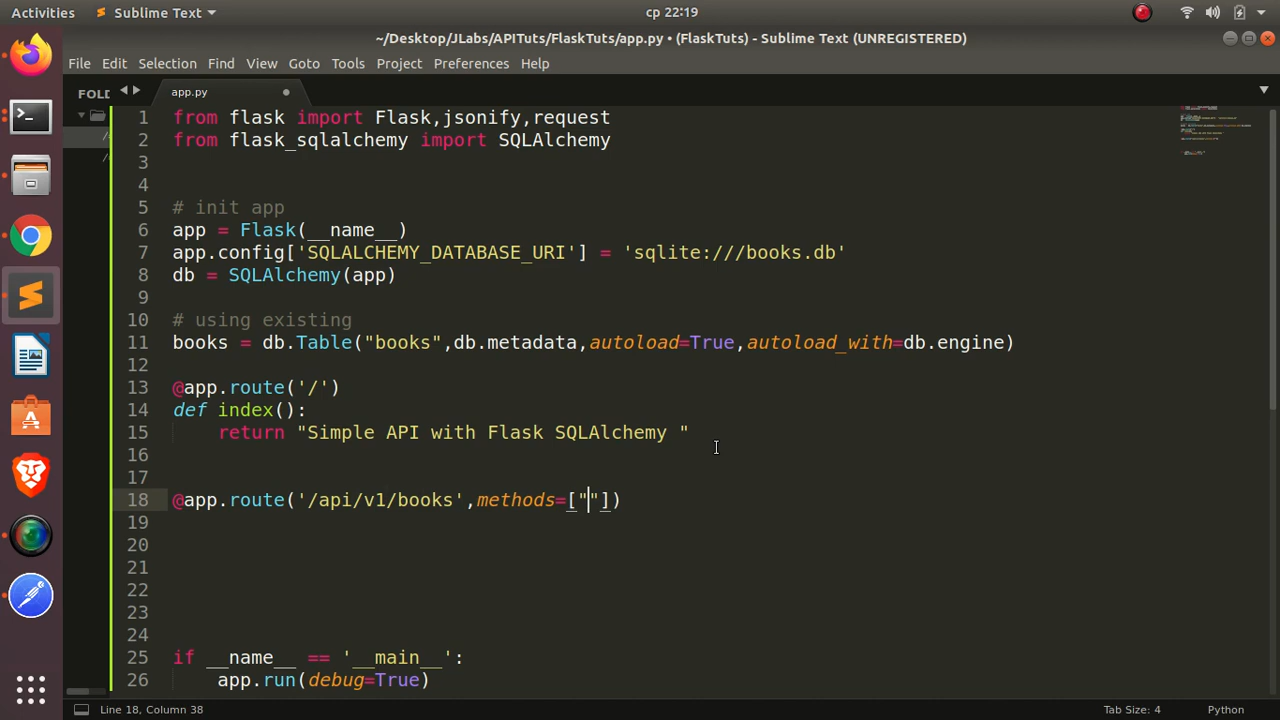 Activities
Sublime Text
ср 22:19
~/Desktop/JLabs/APITuts/FlaskTuts/app.py • (FlaskTuts) - Sublime Text (UNREGISTERED)
File Edit Selection Find View Goto Tools Project Preferences Help
FOLD
app.py
1 from flask import Flask,jsonify,request
2 from flask_sqlalchemy import SQLAlchemy
3
4
5 # init app
6 app = Flask(__name__)
7 app.config['SQLALCHEMY_DATABASE_URI'] = 'sqlite:///books.db'
8 db = SQLAlchemy(app)
9
10 # using existing
11 books = db.Table("books",db.metadata,autoload=True,autoload_with=db.engine)
12
13 @app.route('/')
14 def index():
15     return "Simple API with Flask SQLAlchemy "
16
17
18 @app.route('/api/v1/books',methods=[""])
19
20
21
22
23
24
25 if __name__ == '__main__':
26     app.run(debug=True)
Line 18, Column 38
Tab Size: 4
Python